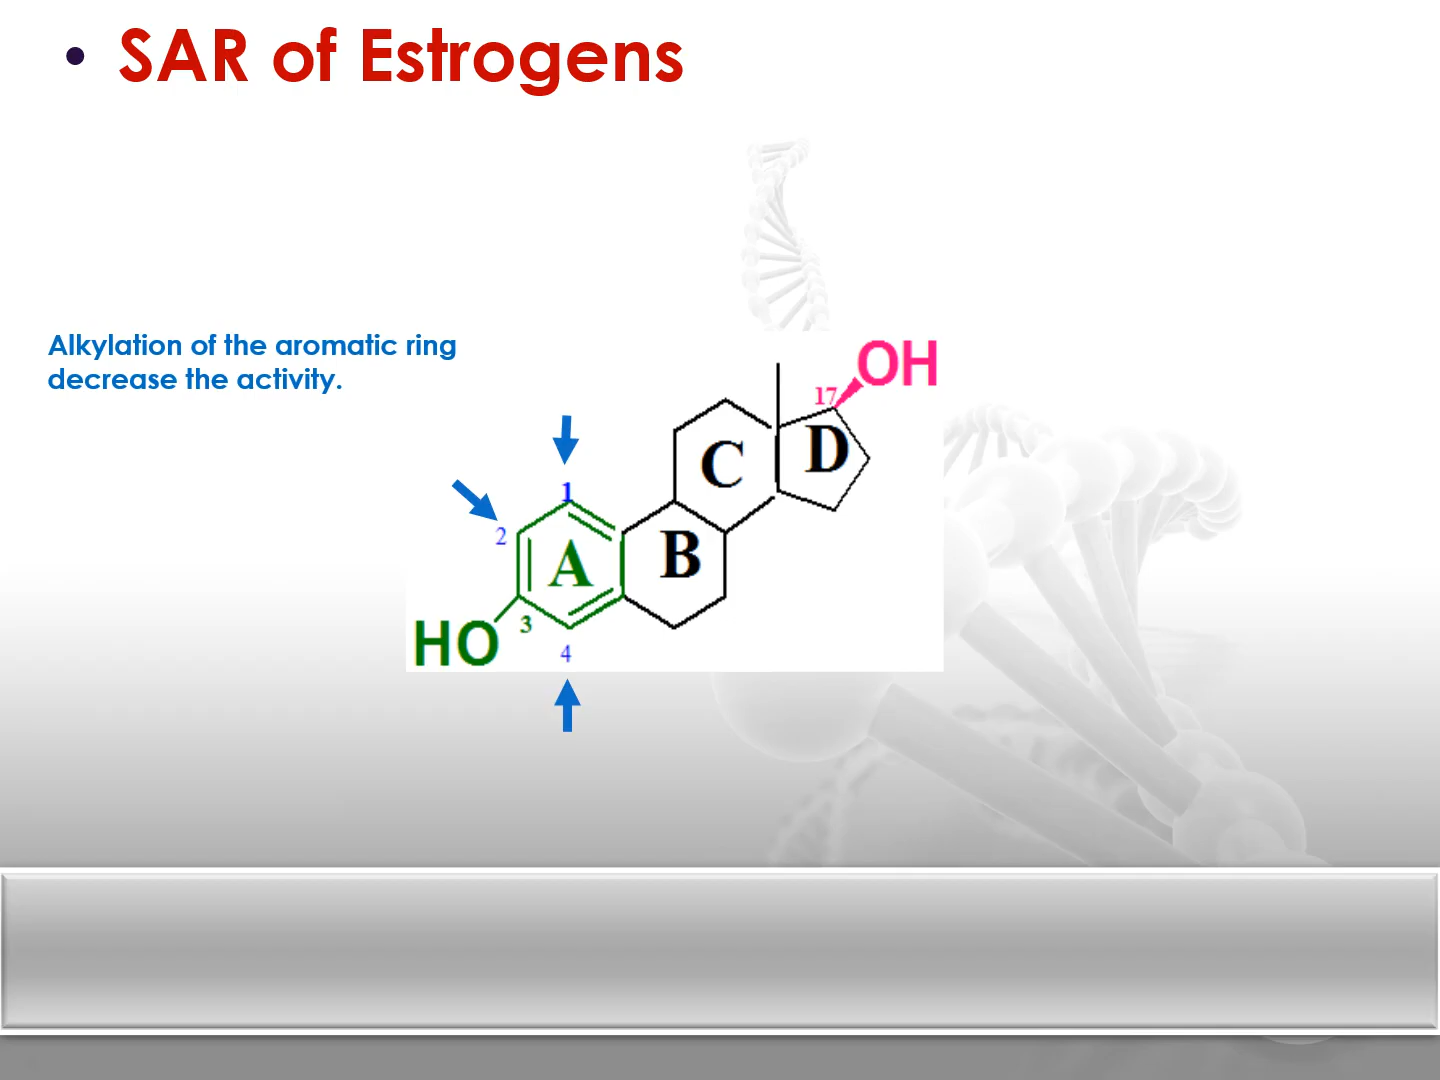 • SAR of Estrogens
Alkylation of the aromatic ring
decrease the activity.
OH
17
D
C
1
2
A
B
HO
3
4